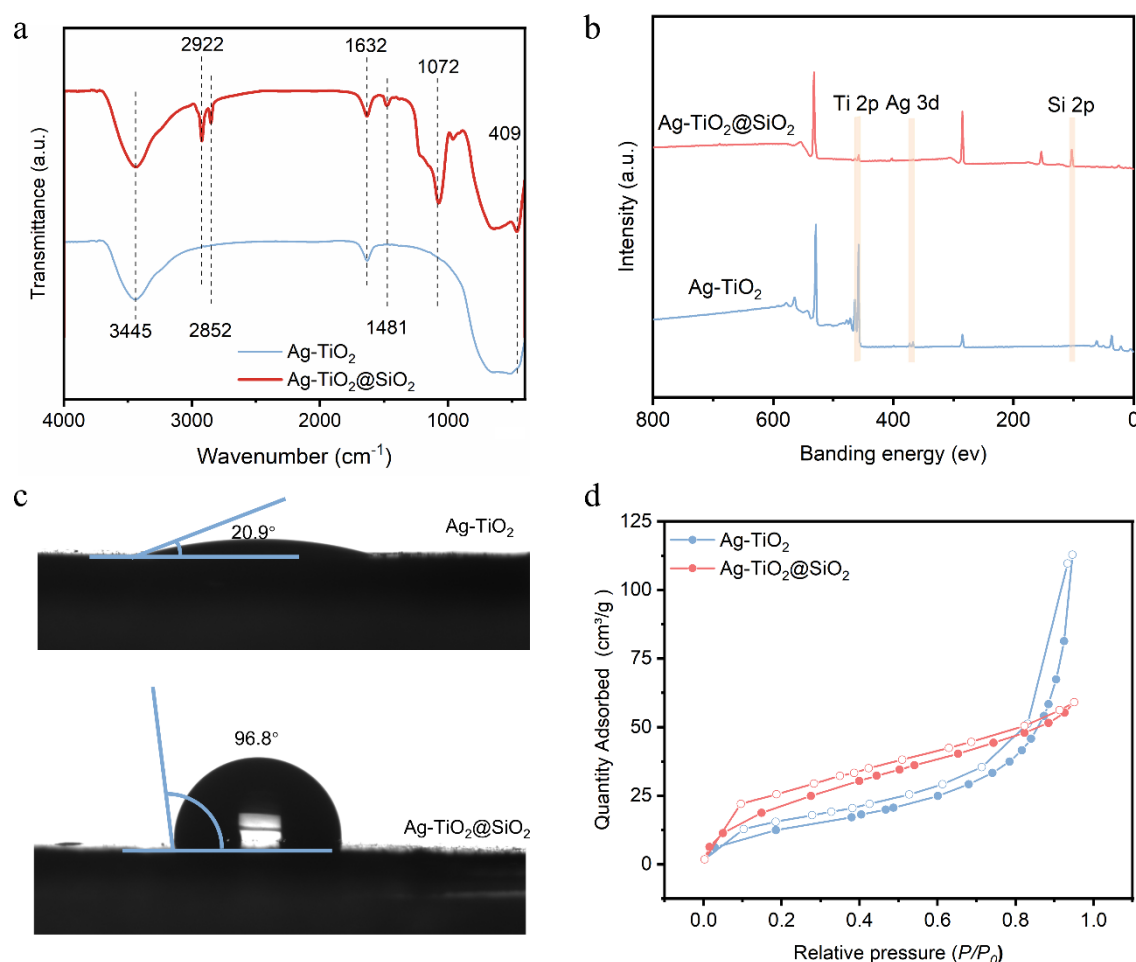 a
2922
1632
1072
409
3445
2852
1481
Ag-TiO₂
Ag-TiO₂@SiO₂
Transmittance (a.u.)
4000 3000 2000 1000
Wavenumber (cm⁻¹)
b
Ti 2p Ag 3d Si 2p
Ag-TiO₂@SiO₂
Ag-TiO₂
Intensity (a.u.)
800 600 400 200 0
Banding energy (ev)
c
Ag-TiO₂
20.9°
96.8°
Ag-TiO₂@SiO₂
d
125
100
75
50
25
0
Ag-TiO₂
Ag-TiO₂@SiO₂
Quantity Adsorbed (cm³/g)
0.0 0.2 0.4 0.6 0.8 1.0
Relative pressure (P/P₀)